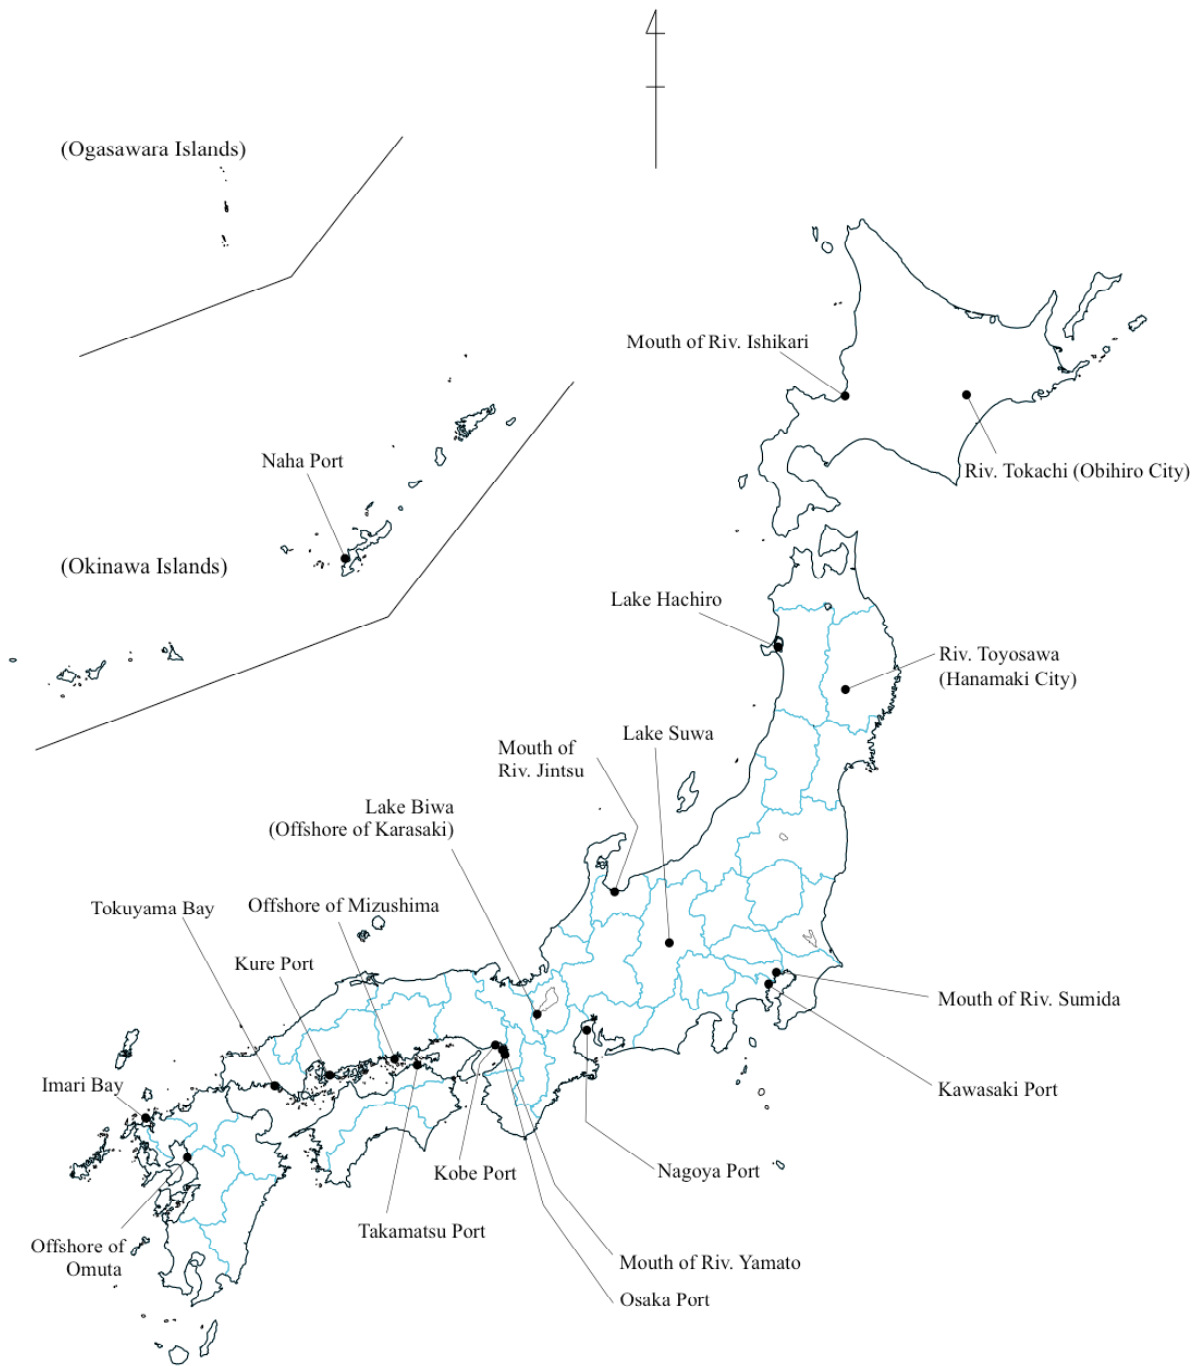 (Ogasawara Islands)
Mouth of Riv. Ishikari
Naha Port
Riv. Tokachi (Obihiro City)
(Okinawa Islands)
Lake Hachiro
Riv. Toyosawa
(Hanamaki City)
Lake Suwa
Mouth of
Riv. Jintsu
Lake Biwa
(Offshore of Karasaki)
Tokuyama Bay
Offshore of Mizushima
Kure Port
Mouth of Riv. Sumida
Imari Bay
Kawasaki Port
Kobe Port
Nagoya Port
Takamatsu Port
Offshore of
Omuta
Mouth of Riv. Yamato
Osaka Port